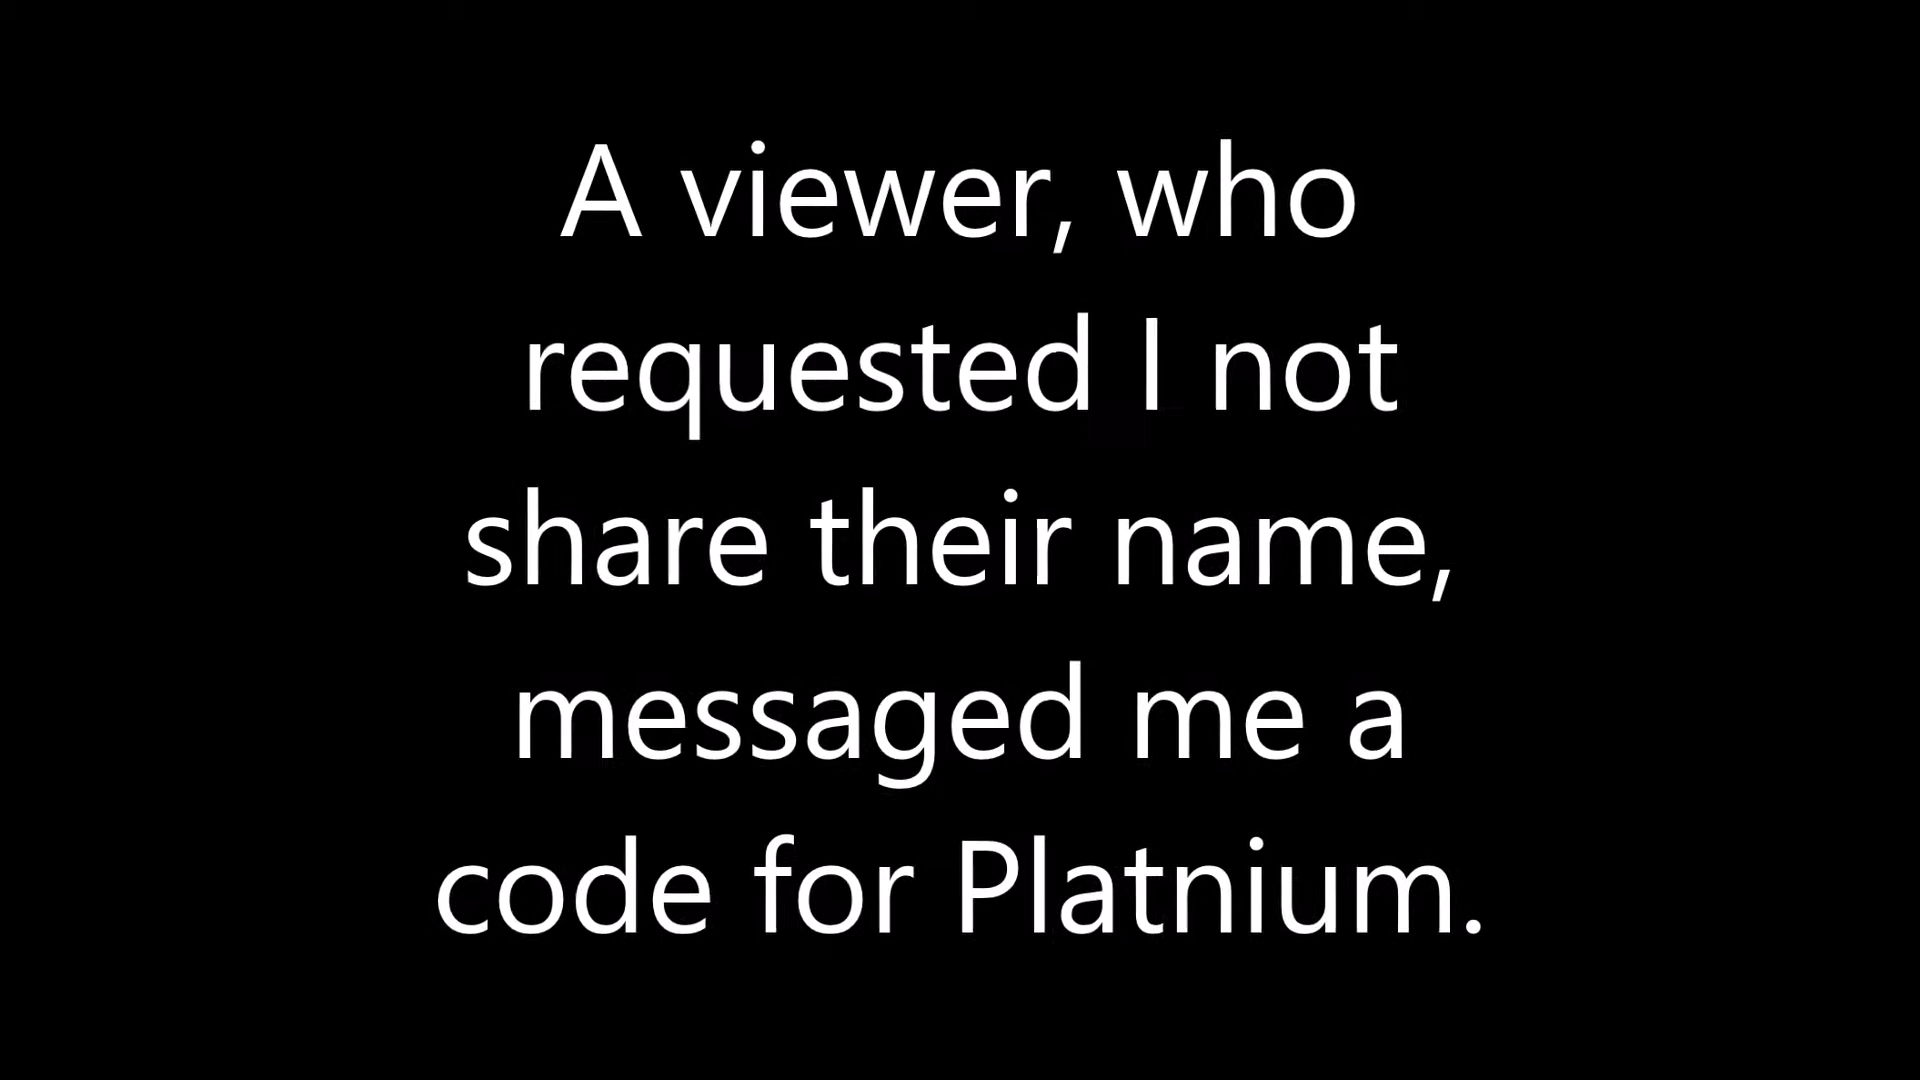 A viewer, who
requested I not
share their name,
messaged me a
code for Platnium.